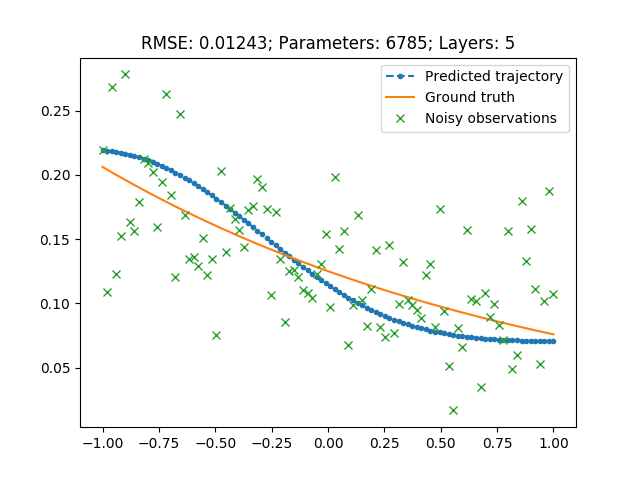 RMSE: 0.01243; Parameters: 6785; Layers: 5
Predicted trajectory
Ground truth
Noisy observations
0.25
0.20
0.15
0.10
0.05
−1.00 −0.75 −0.50 −0.25 0.00 0.25 0.50 0.75 1.00